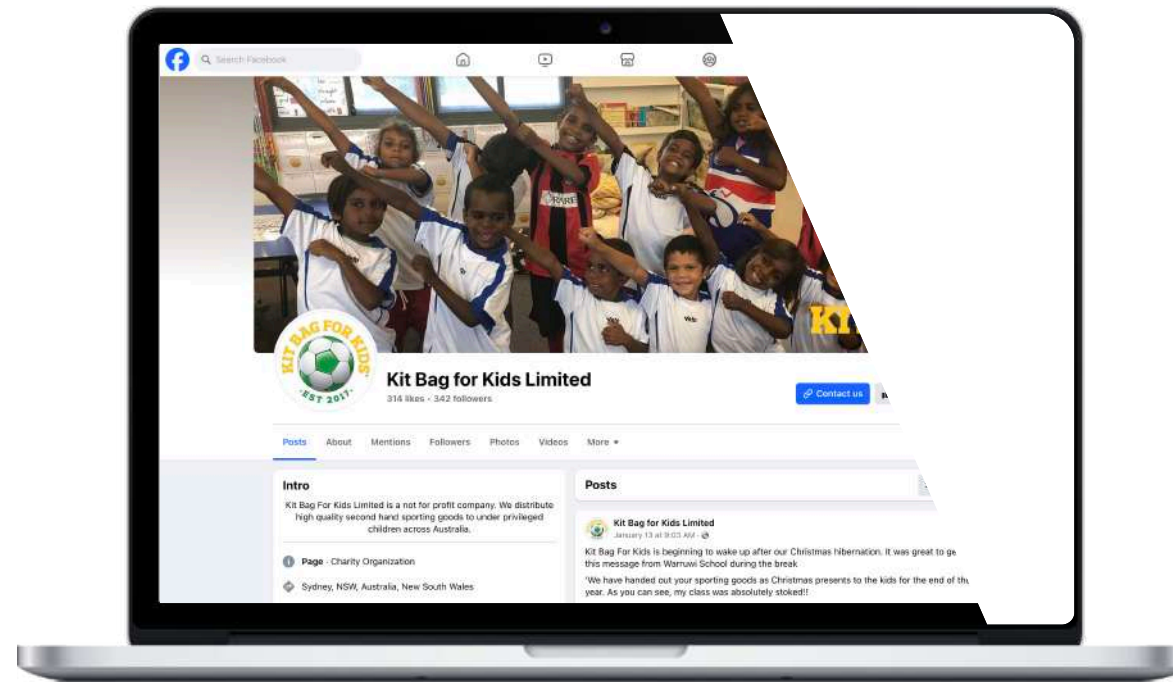 Search Facebook
KIT BAG FOR KIDS
EST 2017
Kit Bag for Kids Limited
314 likes • 342 followers
Contact us
Posts About Mentions Followers Photos Videos More
Intro
Kit Bag For Kids Limited is a not for profit company. We distribute
high quality second hand sporting goods to under privileged
children across Australia.
Page · Charity Organization
Sydney, NSW, Australia, New South Wales
Posts
Kit Bag for Kids Limited
January 13 at 9:03 AM ·
Kit Bag For Kids is beginning to wake up after our Christmas hibernation. It was great to ge
this message from Warruwi School during the break
'We have handed out your sporting goods as Christmas presents to the kids for the end of the
year. As you can see, my class was absolutely stoked!!